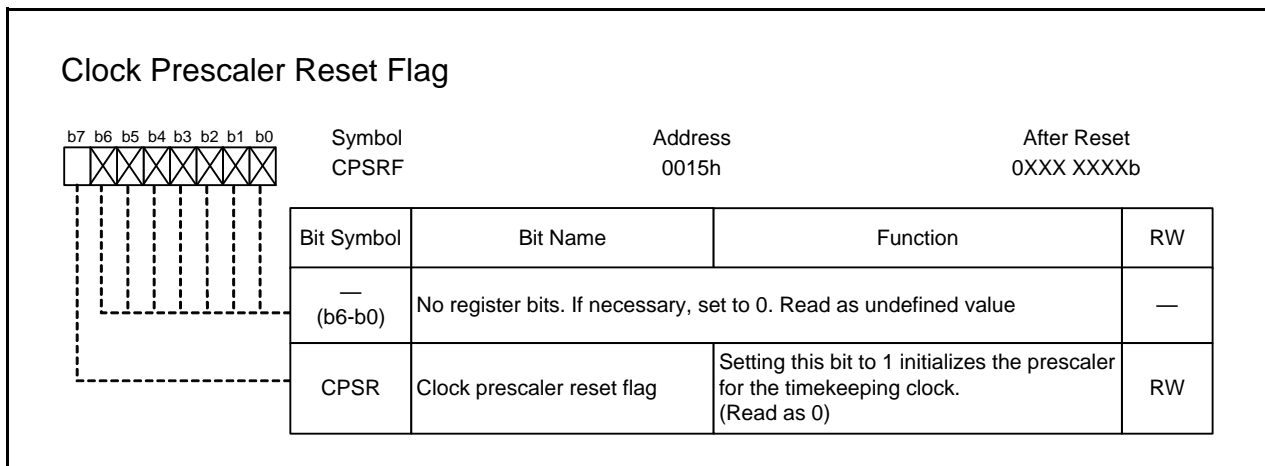 Clock Prescaler Reset Flag
b7 b6 b5 b4 b3 b2 b1 b0
Symbol Address After Reset
CPSRF 0015h 0XXX XXXXb
Bit Symbol Bit Name Function RW
—
(b6-b0)
No register bits. If necessary, set to 0. Read as undefined value
—
CPSR
Clock prescaler reset flag
Setting this bit to 1 initializes the prescaler
for the timekeeping clock.
(Read as 0)
RW